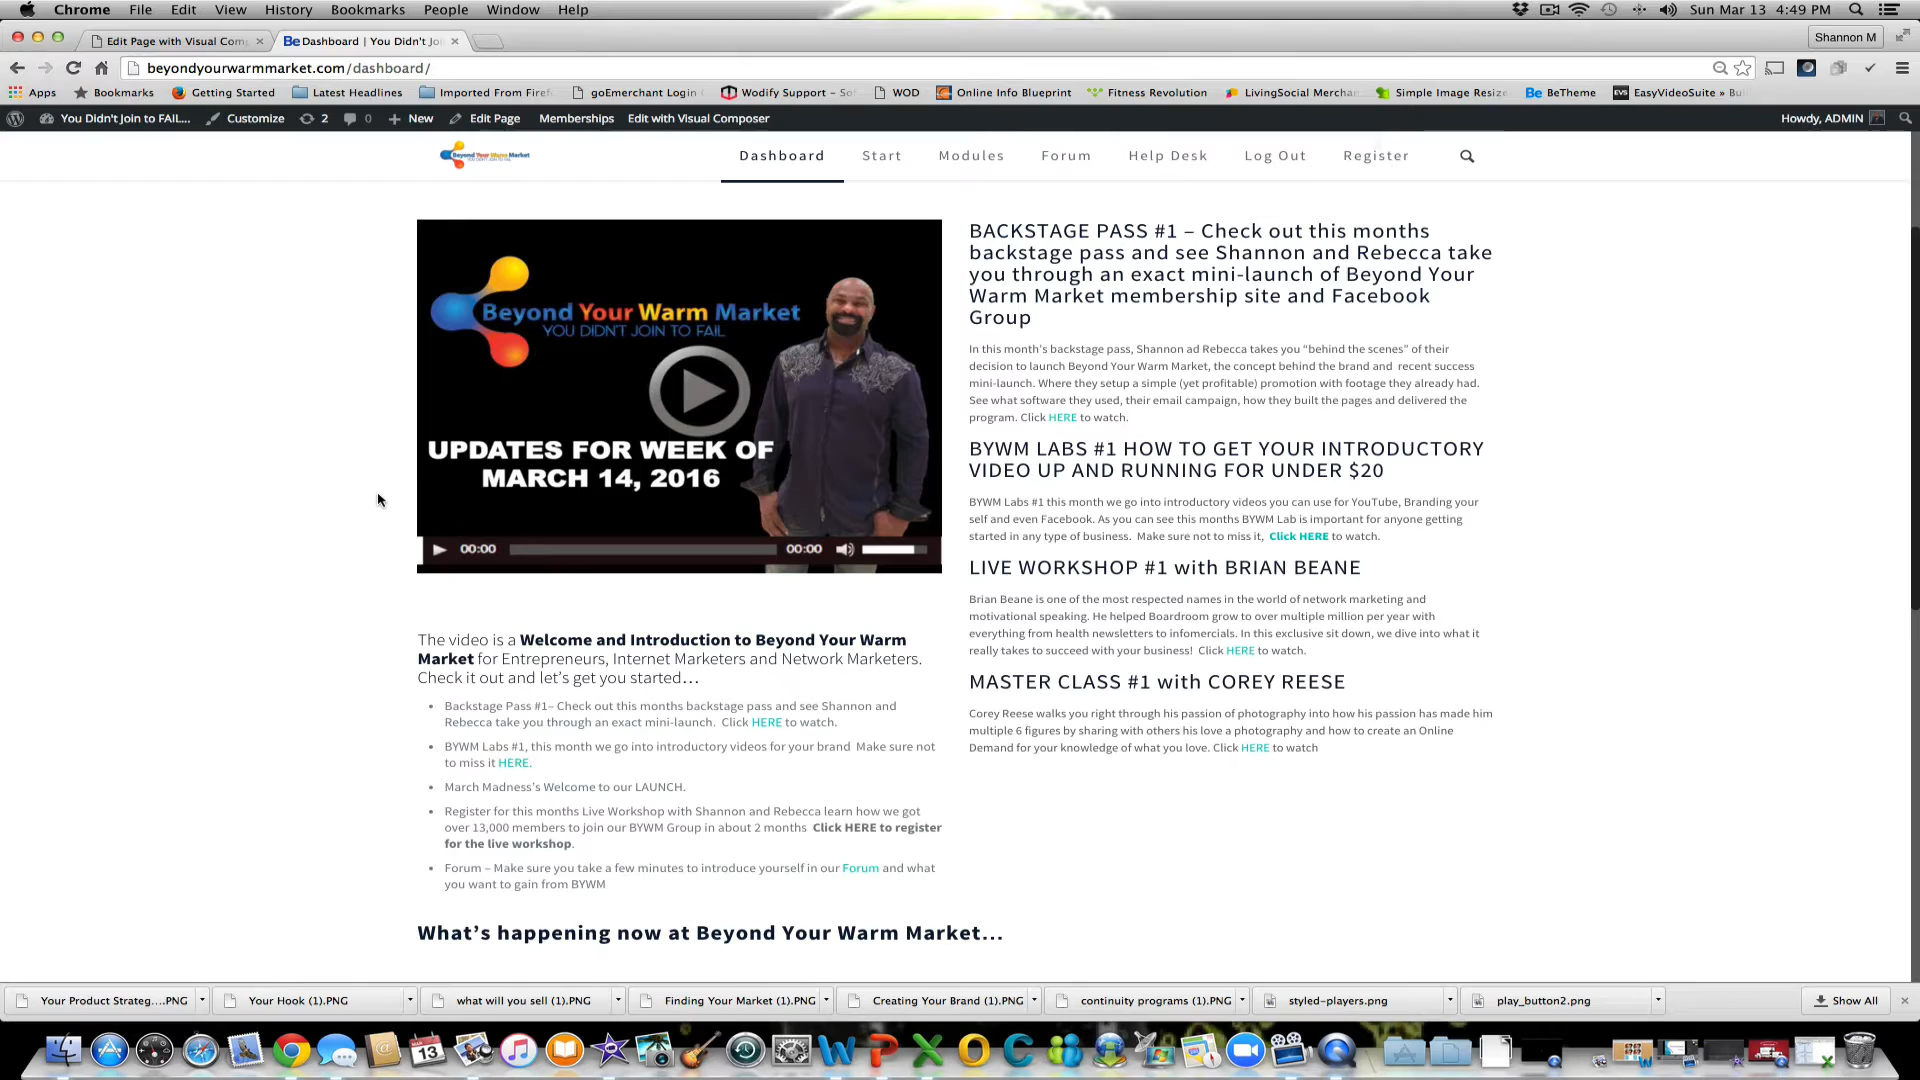 Chrome File Edit View History Bookmarks People Window Help
Sun Mar 13 4:49 PM
Edit Page with Visual Com
Be Dashboard | You Didn't Jo
Shannon M
beyondyourwarmmarket.com/dashboard/
Apps Bookmarks Getting Started Latest Headlines Imported From Firef goEmerchant Login Wodify Support – So WOD Online Info Blueprint Fitness Revolution LivingSocial Mercha Simple Image Resiz Be BeTheme EVS EasyVideoSuite » Bu
You Didn't Join to FAIL... Customize 2 0 New Edit Page Memberships Edit with Visual Composer Howdy, ADMIN
Beyond Your Warm Market
Dashboard Start Modules Forum Help Desk Log Out Register
Beyond Your Warm Market
YOU DIDN'T JOIN TO FAIL
UPDATES FOR WEEK OF
MARCH 14, 2016
00:00 00:00
The video is a Welcome and Introduction to Beyond Your Warm
Market for Entrepreneurs, Internet Marketers and Network Marketers.
Check it out and let's get you started…
Backstage Pass #1– Check out this months backstage pass and see Shannon and
Rebecca take you through an exact mini-launch. Click HERE to watch.
BYWM Labs #1, this month we go into introductory videos for your brand Make sure not
to miss it HERE.
March Madness's Welcome to our LAUNCH.
Register for this months Live Workshop with Shannon and Rebecca learn how we got
over 13,000 members to join our BYWM Group in about 2 months Click HERE to register
for the live workshop.
Forum – Make sure you take a few minutes to introduce yourself in our Forum and what
you want to gain from BYWM
BACKSTAGE PASS #1 – Check out this months
backstage pass and see Shannon and Rebecca take
you through an exact mini-launch of Beyond Your
Warm Market membership site and Facebook
Group
In this month's backstage pass, Shannon ad Rebecca takes you “behind the scenes” of their
decision to launch Beyond Your Warm Market, the concept behind the brand and recent success
mini-launch. Where they setup a simple (yet profitable) promotion with footage they already had.
See what software they used, their email campaign, how they built the pages and delivered the
program. Click HERE to watch.
BYWM LABS #1 HOW TO GET YOUR INTRODUCTORY
VIDEO UP AND RUNNING FOR UNDER $20
BYWM Labs #1 this month we go into introductory videos you can use for YouTube, Branding your
self and even Facebook. As you can see this months BYWM Lab is important for anyone getting
started in any type of business. Make sure not to miss it, Click HERE to watch.
LIVE WORKSHOP #1 with BRIAN BEANE
Brian Beane is one of the most respected names in the world of network marketing and
motivational speaking. He helped Boardroom grow to over multiple million per year with
everything from health newsletters to infomercials. In this exclusive sit down, we dive into what it
really takes to succeed with your business! Click HERE to watch.
MASTER CLASS #1 with COREY REESE
Corey Reese walks you right through his passion of photography into how his passion has made him
multiple 6 figures by sharing with others his love a photography and how to create an Online
Demand for your knowledge of what you love. Click HERE to watch
What's happening now at Beyond Your Warm Market…
Your Product Strateg....PNG Your Hook (1).PNG what will you sell (1).PNG Finding Your Market (1).PNG Creating Your Brand (1).PNG continuity programs (1).PNG styled-players.png play_button2.png Show All